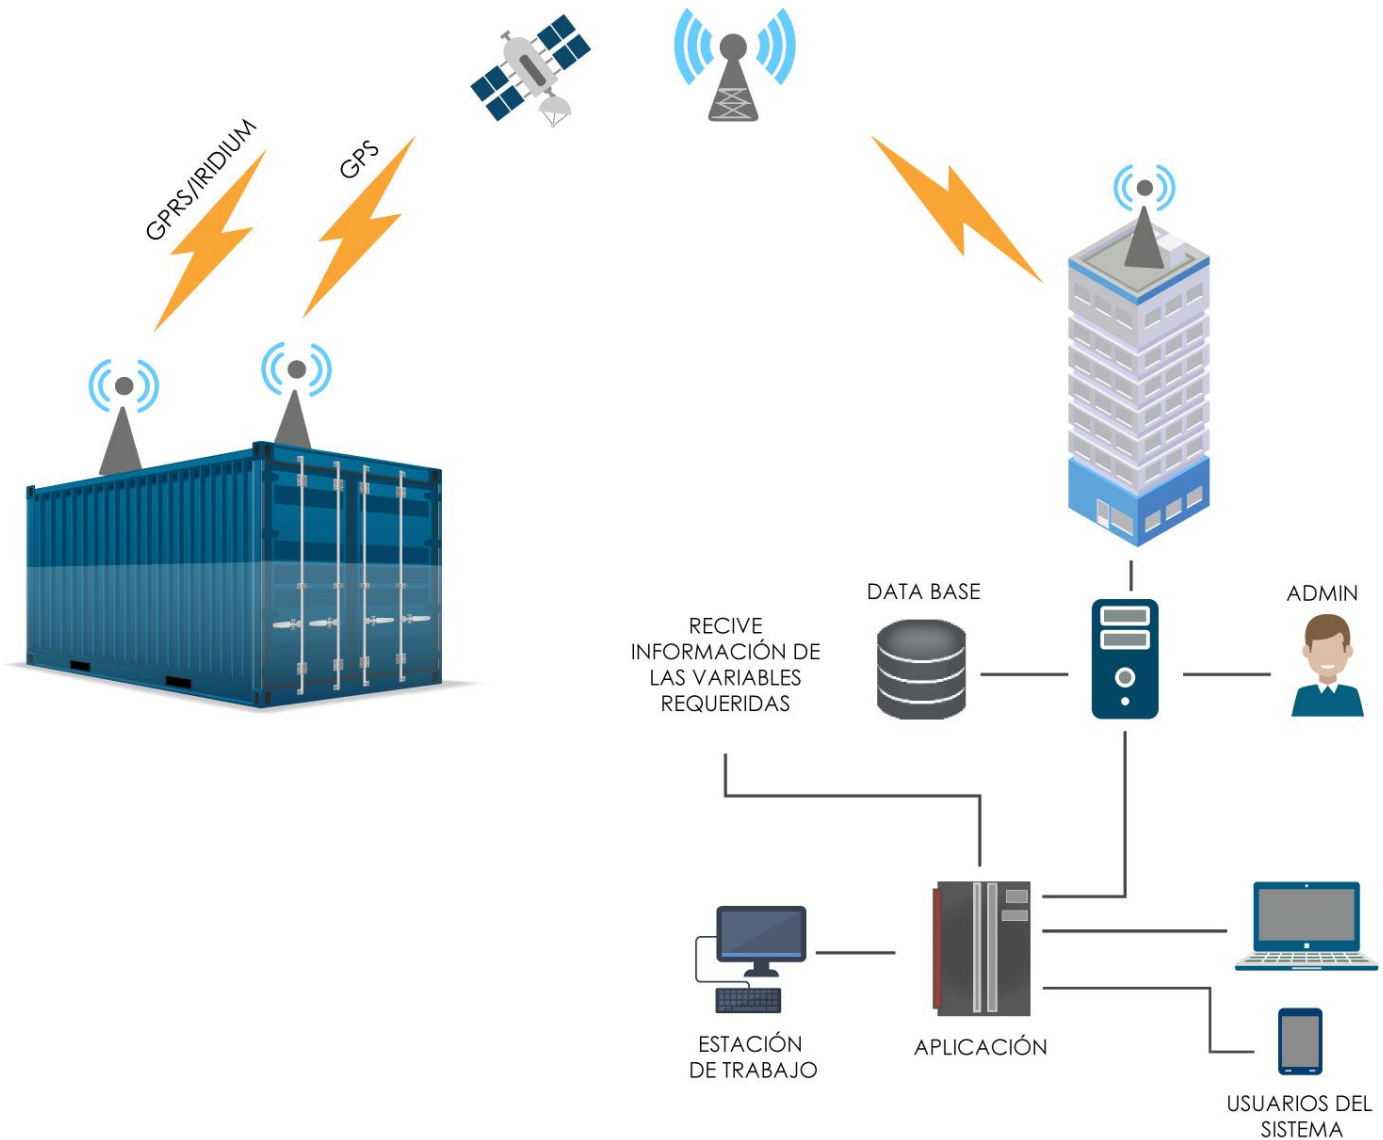 GPRS/IRIDIUM
GPS
DATA BASE
ADMIN
RECIVE
INFORMACIÓN DE
LAS VARIABLES
REQUERIDAS
ESTACIÓN
DE TRABAJO
APLICACIÓN
USUARIOS DEL
SISTEMA